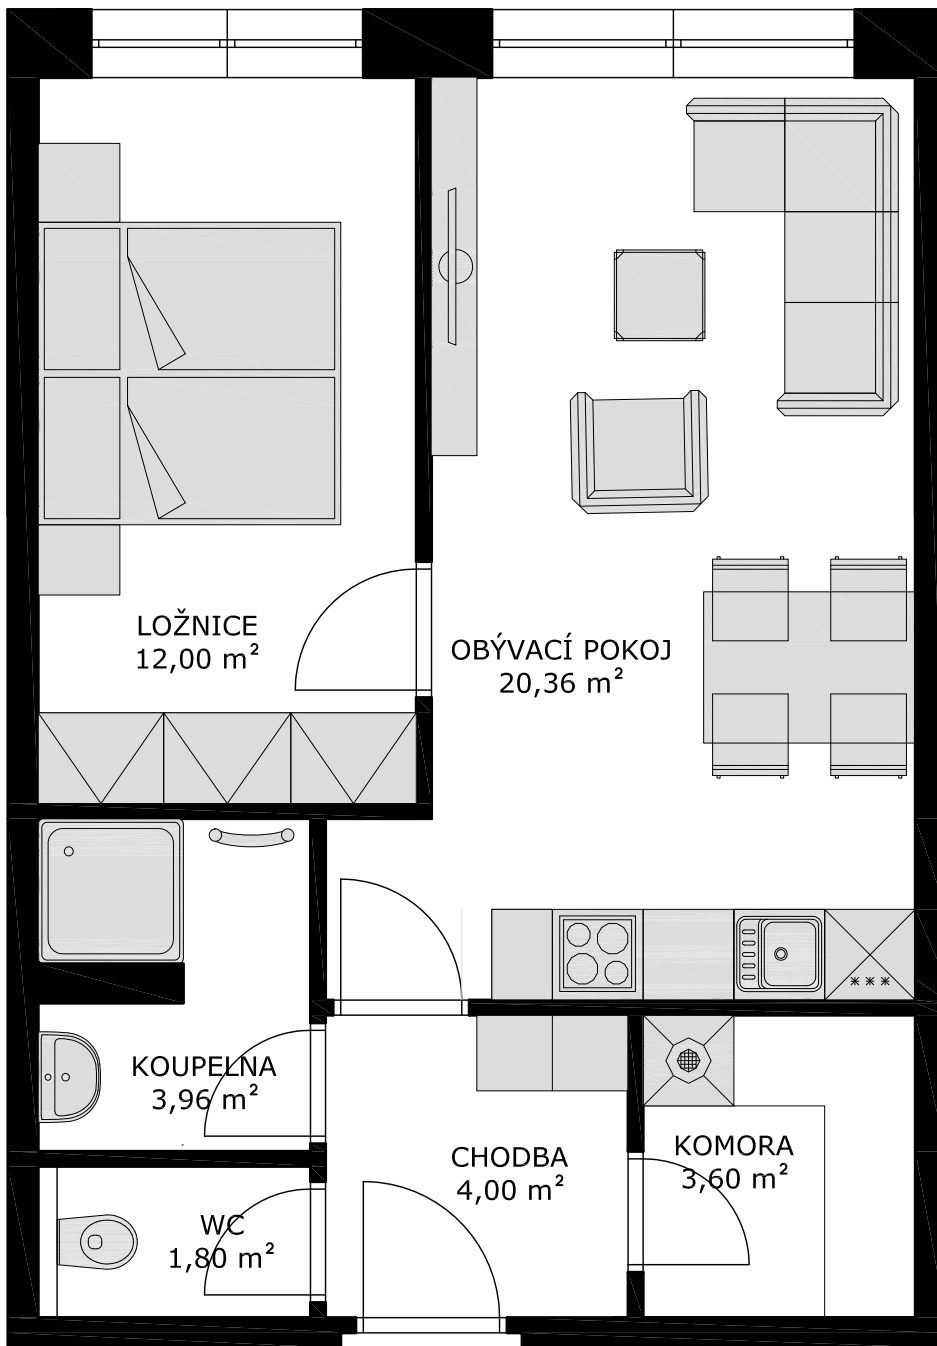 LOŽNICE
12,00 m²
OBÝVACÍ POKOJ
20,36 m²
KOUPELNA
3,96 m²
CHODBA
4,00 m²
KOMORA
3,60 m²
WC
1,80 m²